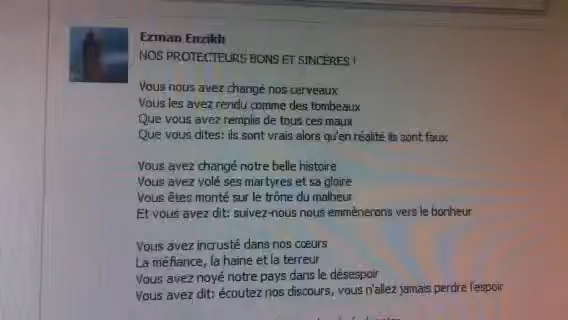 Ezman Enzikh
NOS PROTECTEURS BONS ET SINCERES !
Vous nous avez changé nos cerveaux
Vous les avez rendu comme des tombeaux
Que vous avez remplis de tous ces maux
Que vous dites: ils sont vrais alors qu'en réalité ils sont faux
Vous avez changé notre belle histoire
Vous avez volé ses martyres et sa gloire
Vous êtes monté sur le trône du malheur
Et vous avez dit: suivez-nous nous emmènerons vers le bonheur
Vous avez incrusté dans nos cœurs
La méfiance, la haine et la terreur
Vous avez noyé notre pays dans le désespoir
Vous avez dit: écoutez nos discours, vous n'allez jamais perdre l'espoir